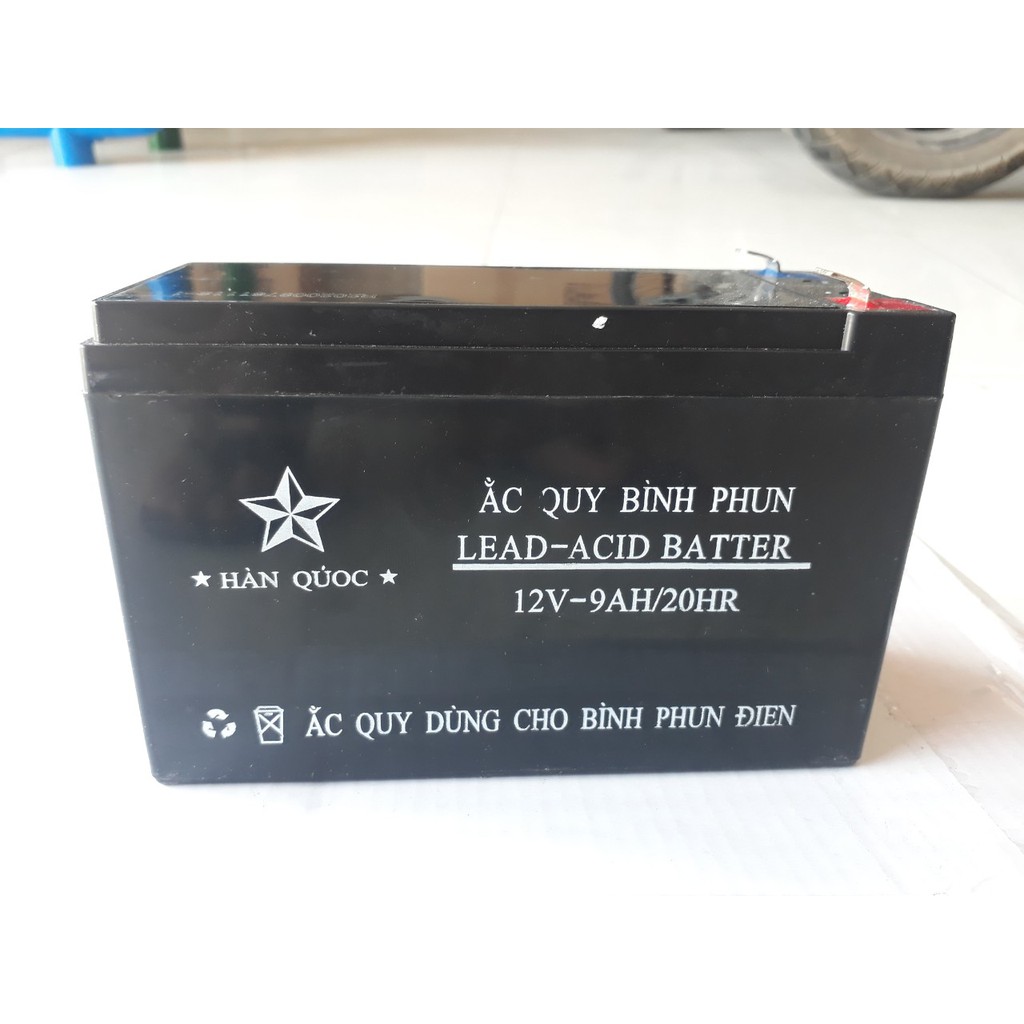 ẮC QUY BÌNH PHUN
LEAD-ACID BATTER
★ HÀN QÚOC ★
12V-9AH/20HR
ẮC QUY DÙNG CHO BÌNH PHUN ĐIEN